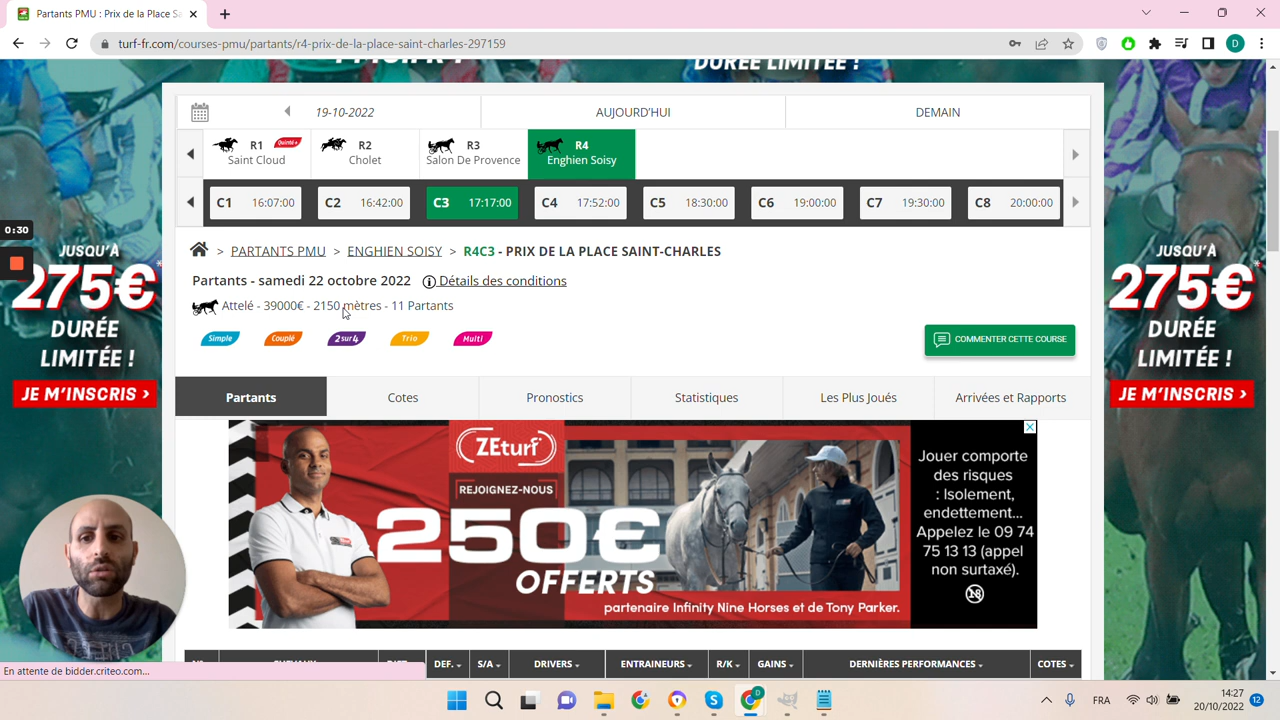 Partants PMU : Prix de la Place Sa
turf-fr.com/courses-pmu/partants/r4-prix-de-la-place-saint-charles-297159
DURÉE LIMITÉE !
19-10-2022
AUJOURD'HUI
DEMAIN
R1 Quinté+
Saint Cloud
R2
Cholet
R3
Salon De Provence
R4
Enghien Soisy
C1 16:07:00
C2 16:42:00
C3 17:17:00
C4 17:52:00
C5 18:30:00
C6 19:00:00
C7 19:30:00
C8 20:00:00
0:30
> PARTANTS PMU > ENGHIEN SOISY > R4C3 - PRIX DE LA PLACE SAINT-CHARLES
Partants - samedi 22 octobre 2022 Détails des conditions
Attelé - 39000€ - 2150 mètres - 11 Partants
Simple
Couplé
2 sur 4
Trio
Multi
COMMENTER CETTE COURSE
JUSQU'À
275€*
DURÉE
LIMITÉE !
JE M'INSCRIS >
JUSQU'À
275€*
DURÉE
LIMITÉE !
JE M'INSCRIS >
Partants
Cotes
Pronostics
Statistiques
Les Plus Joués
Arrivées et Rapports
ZEturf
REJOIGNEZ-NOUS
250€
OFFERTS
partenaire Infinity Nine Horses et de Tony Parker.
Jouer comporte
des risques
: Isolement,
endettement...
Appelez le 09 74
75 13 13 (appel
non surtaxé).
18
DEF.
S/A
DRIVERS
ENTRAINEURS
R/K
GAINS
DERNIÈRES PERFORMANCES
COTES
En attente de bidder.criteo.com...
FRA
14:27
20/10/2022
12